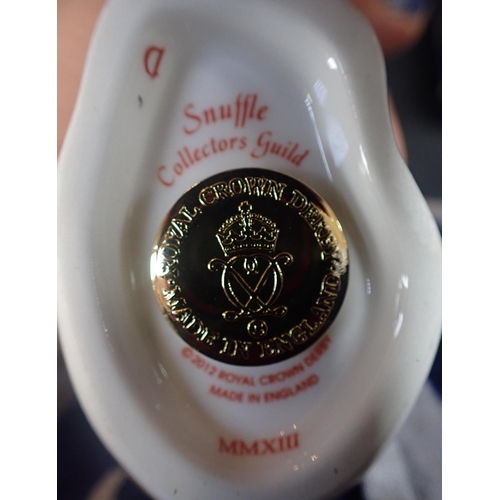 D
Snuffle
Collectors Guild
ROYAL CROWN DERBY
MADE IN ENGLAND
©2012 ROYAL CROWN DERBY
MADE IN ENGLAND
MMXIII